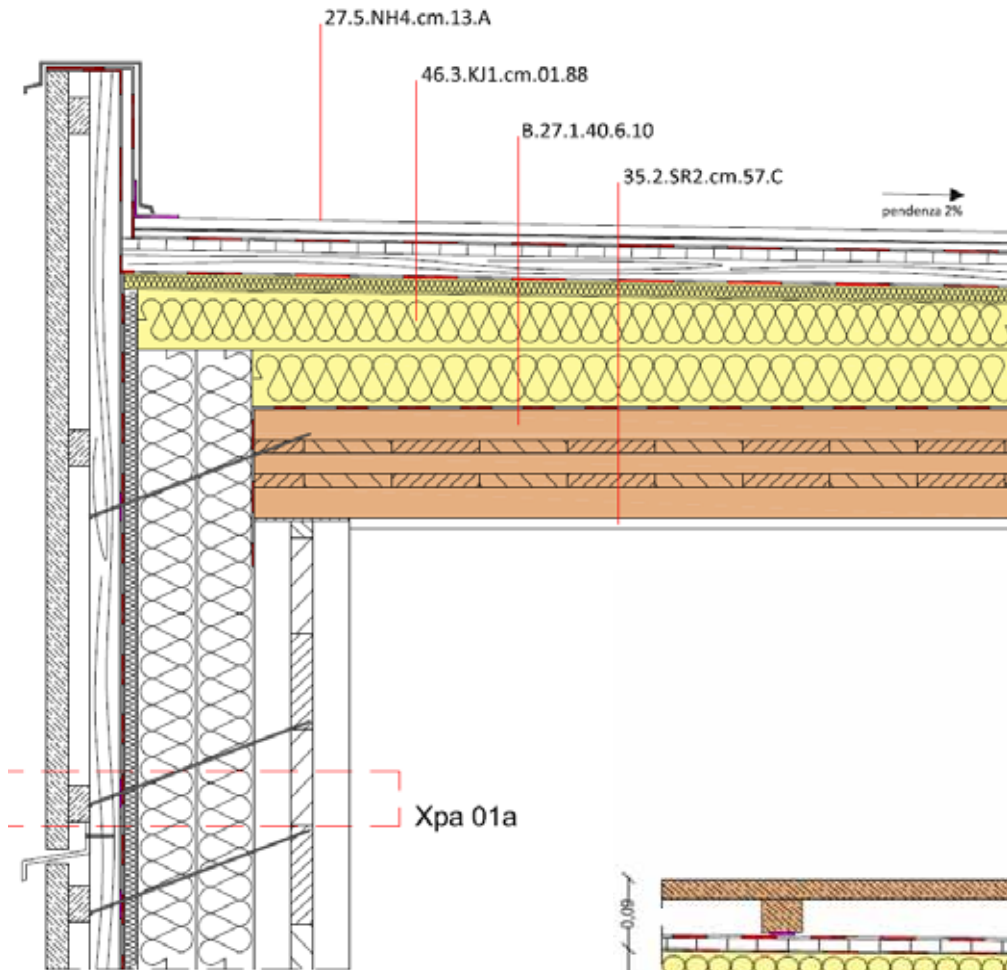 27.5.NH4.cm.13.A
46.3.KJ1.cm.01.88
B.27.1.40.6.10
35.2.SR2.cm.57.C
pendenza 2%
Xpa 01a
0,09